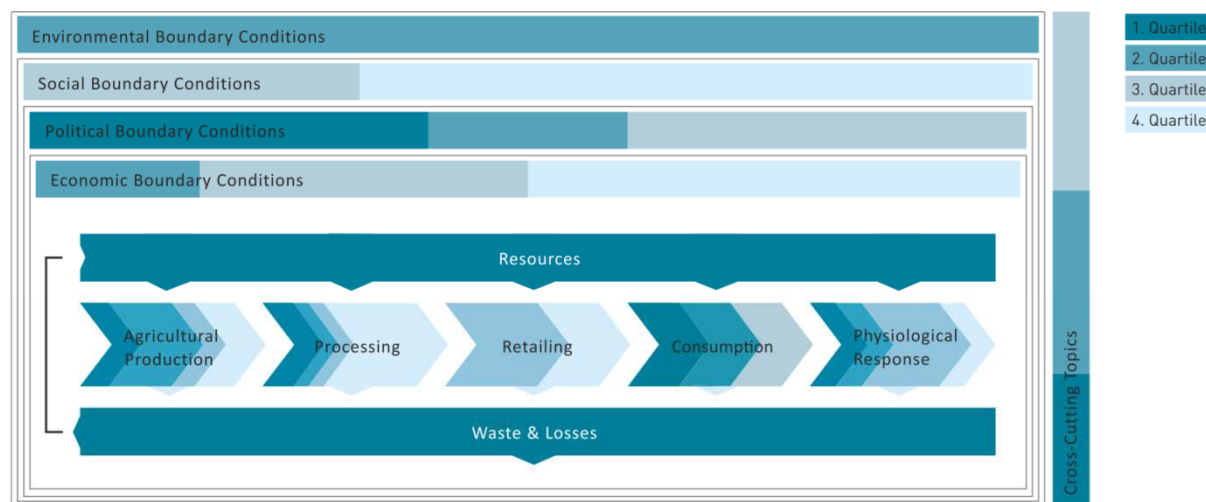 Environmental Boundary Conditions
Social Boundary Conditions
Political Boundary Conditions
Economic Boundary Conditions
Resources
Agricultural
Production
Processing
Retailing
Consumption
Physiological
Response
Waste & Losses
Cross-Cutting Topics
1. Quartile
2. Quartile
3. Quartile
4. Quartile